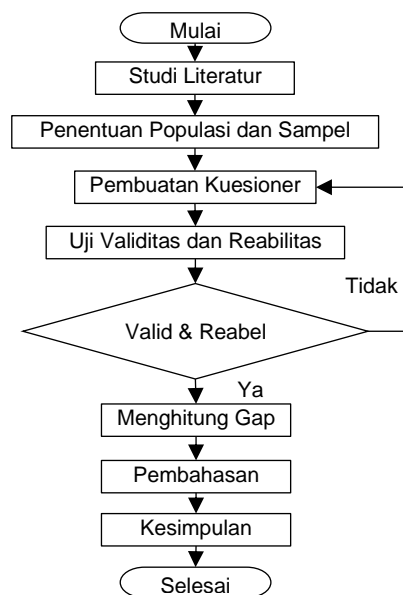 Mulai
Studi Literatur
Penentuan Populasi dan Sampel
Pembuatan Kuesioner
Uji Validitas dan Reabilitas
Tidak
Valid & Reabel
Ya
Menghitung Gap
Pembahasan
Kesimpulan
Selesai